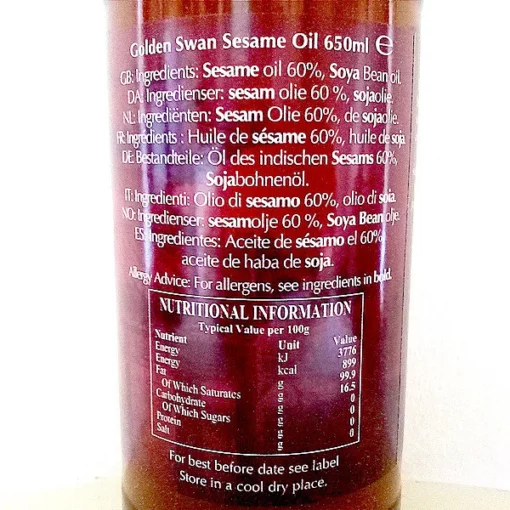 Golden Swan Sesame Oil 650ml ℮
GB: Ingredients: Sesame oil 60%, Soya Bean oil.
DA: Ingredienser: sesam olie 60 %, sojaolie.
NL: Ingrediënten: Sesam Olie 60%, de sojaolie.
FR: Ingredients : Huile de sésame 60%, huile de soja.
DE: Bestandteile: Öl des indischen Sesams 60%,
Sojabohnenöl.
IT: Ingredienti: Olio di sesamo 60%, olio di soia.
NO: Ingredienser: sesamolje 60 %, Soya Bean olje.
ES: Ingredientes: Aceite de sésamo el 60%
aceite de haba de soja.
Allergy Advice: For allergens, see ingredients in bold.
NUTRITIONAL INFORMATION
Typical Value per 100g
Nutrient Unit Value
Energy kJ 3776
Energy kcal 899
Fat g 99.9
Of Which Saturates g 16.5
Carbohydrate g 0
Of Which Sugars g 0
Protein g 0
Salt g 0
For best before date see label
Store in a cool dry place.